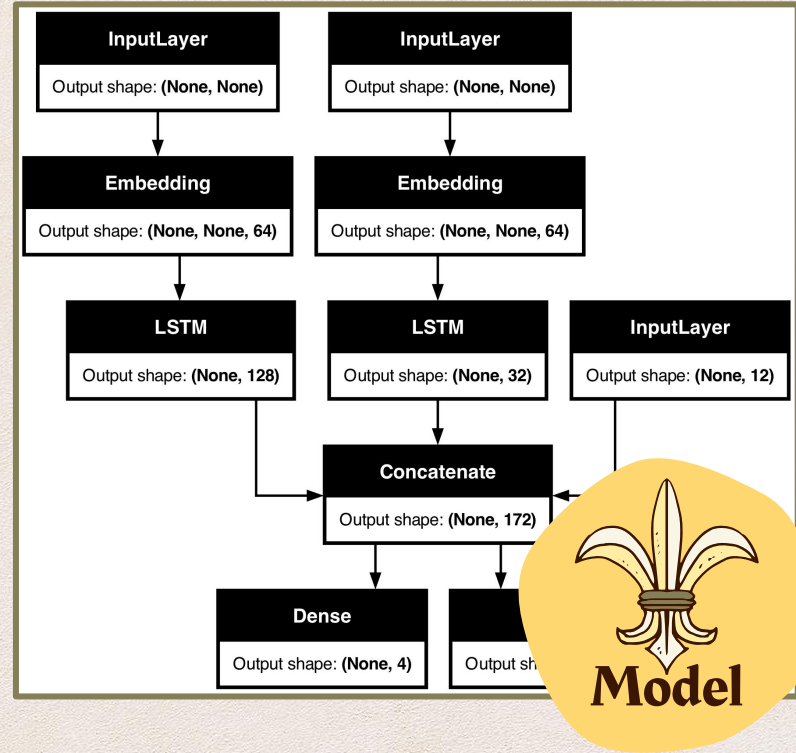 InputLayer
Output shape: (None, None)
InputLayer
Output shape: (None, None)
Embedding
Output shape: (None, None, 64)
Embedding
Output shape: (None, None, 64)
LSTM
Output shape: (None, 128)
LSTM
Output shape: (None, 32)
InputLayer
Output shape: (None, 12)
Concatenate
Output shape: (None, 172)
Dense
Output shape: (None, 4)
Output
Model